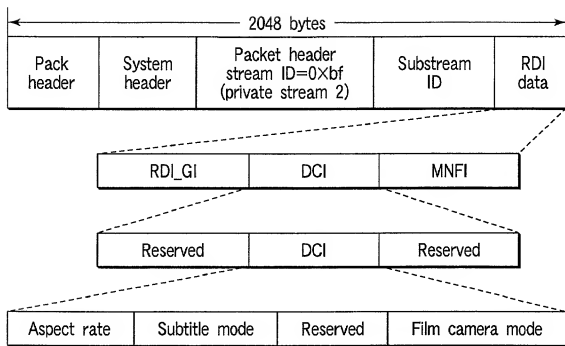 2048 bytes
Pack
header
System
header
Packet header
stream ID=0×bf
(private stream 2)
Substream
ID
RDI
data
RDI_GI
DCI
MNFI
Reserved
DCI
Reserved
Aspect rate
Subtitle mode
Reserved
Film camera mode